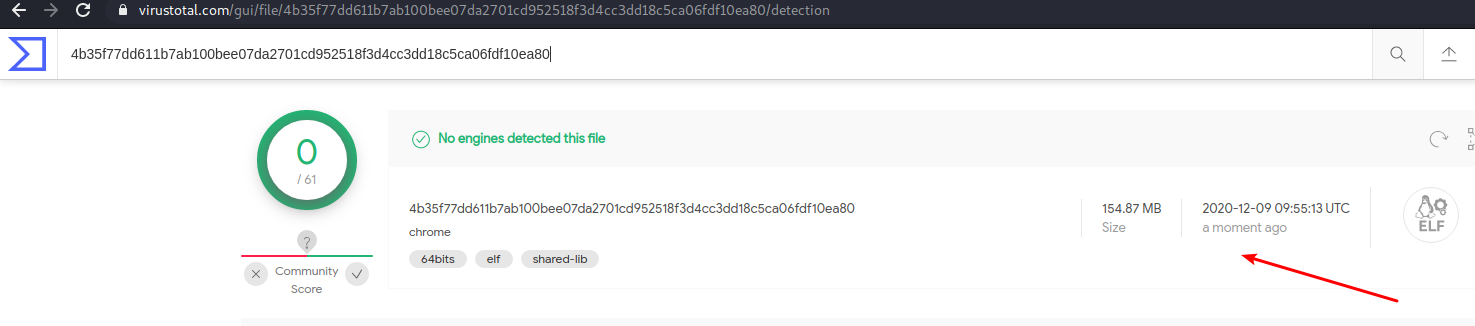 virustotal.com/gui/file/4b35f77dd611b7ab100bee07da2701cd952518f3d4cc3dd18c5ca06fdf10ea80/detection
4b35f77dd611b7ab100bee07da2701cd952518f3d4cc3dd18c5ca06fdf10ea80
0
/ 61
?
Community
Score
No engines detected this file
4b35f77dd611b7ab100bee07da2701cd952518f3d4cc3dd18c5ca06fdf10ea80
chrome
64bits elf shared-lib
154.87 MB
Size
2020-12-09 09:55:13 UTC
a moment ago
ELF